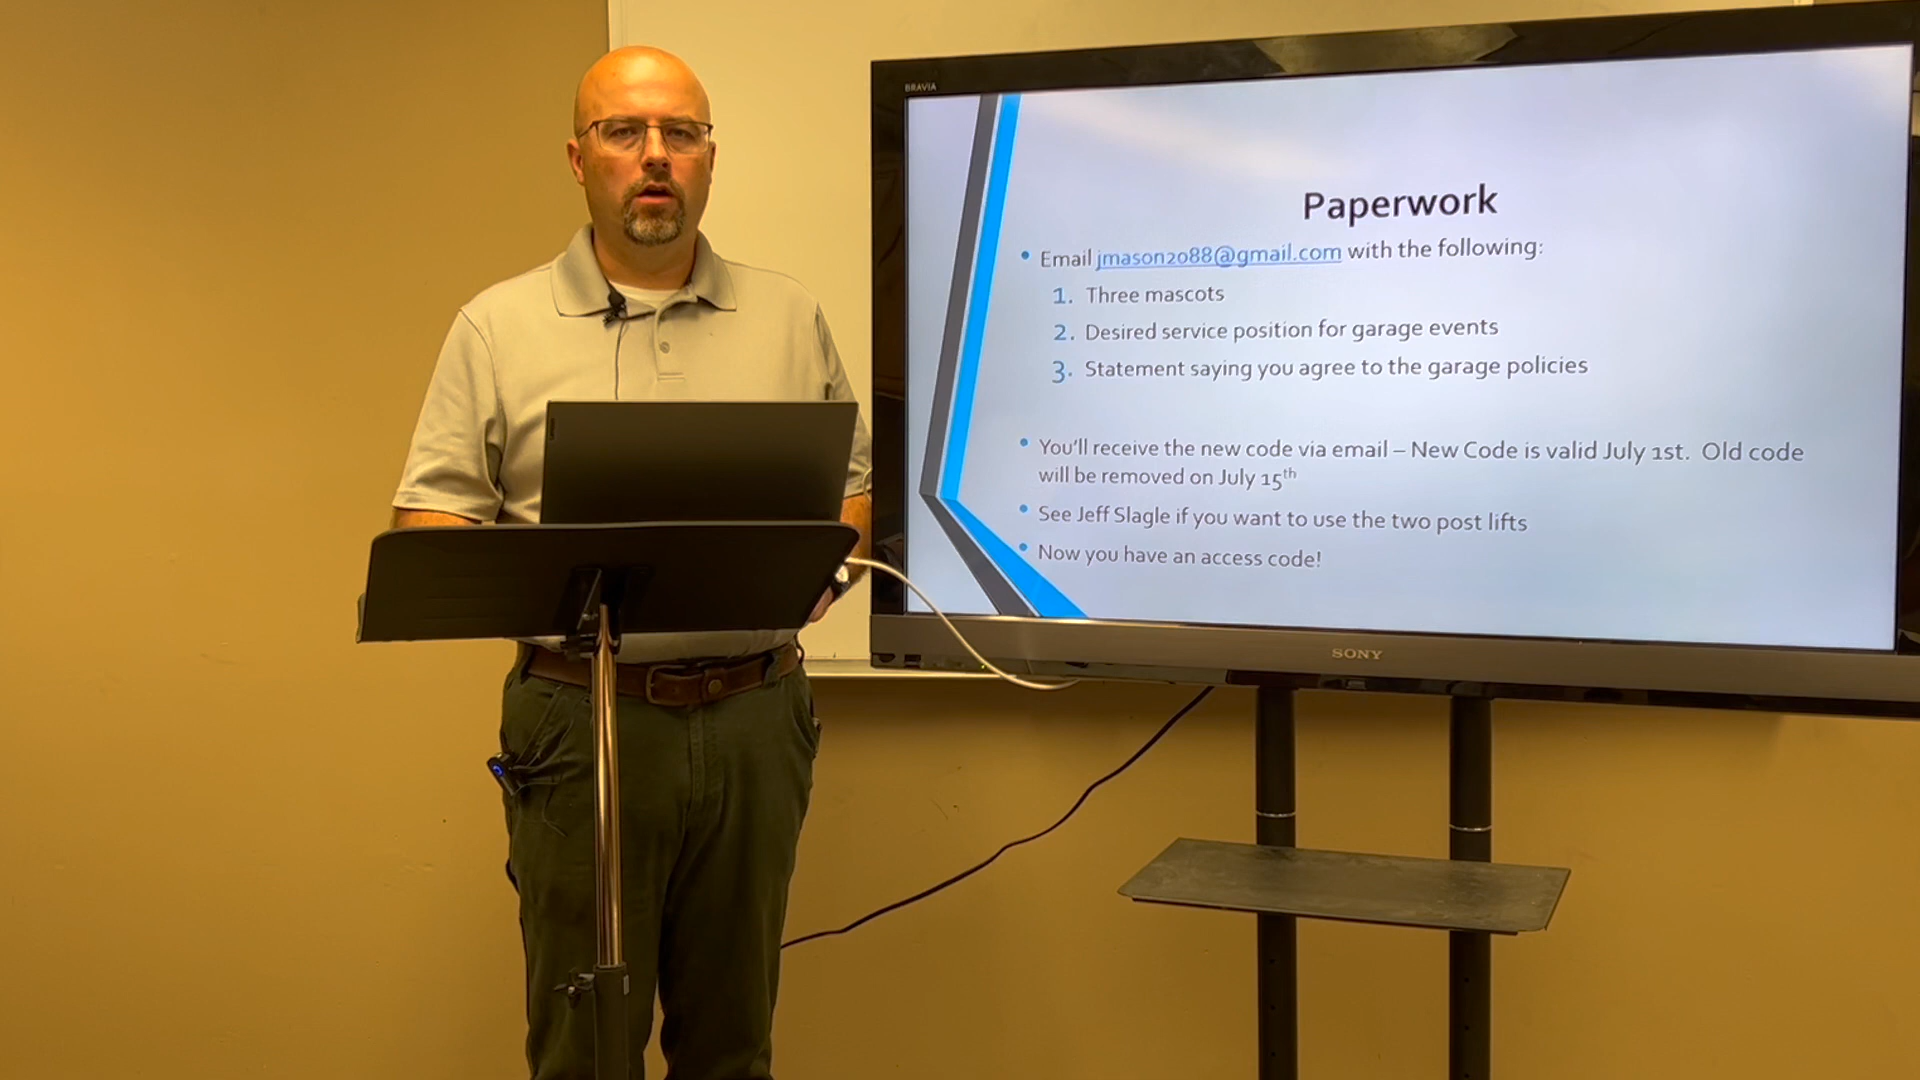 BRAVIA
Paperwork
• Email jmason2088@gmail.com with the following:
1. Three mascots
2. Desired service position for garage events
3. Statement saying you agree to the garage policies
• You'll receive the new code via email – New Code is valid July 1st. Old code
will be removed on July 15th
• See Jeff Slagle if you want to use the two post lifts
• Now you have an access code!
SONY